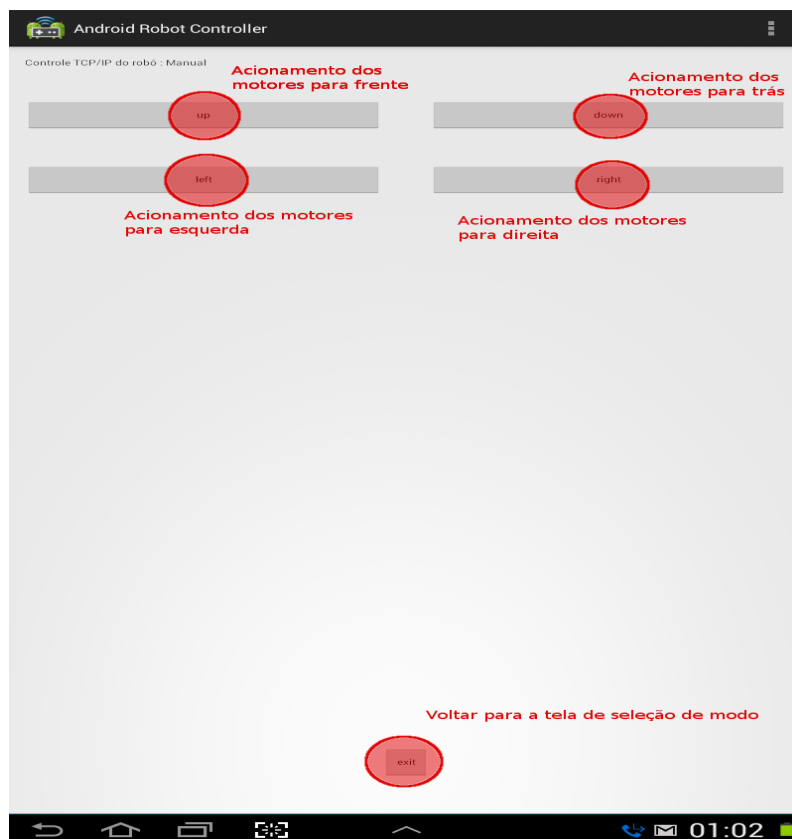 Android Robot Controller
Controle TCP/IP do robô : Manual
Acionamento dos
motores para frente
Acionamento dos
motores para trás
up
down
left
right
Acionamento dos motores
para esquerda
Acionamento dos motores
para direita
Voltar para a tela de seleção de modo
exit
01:02